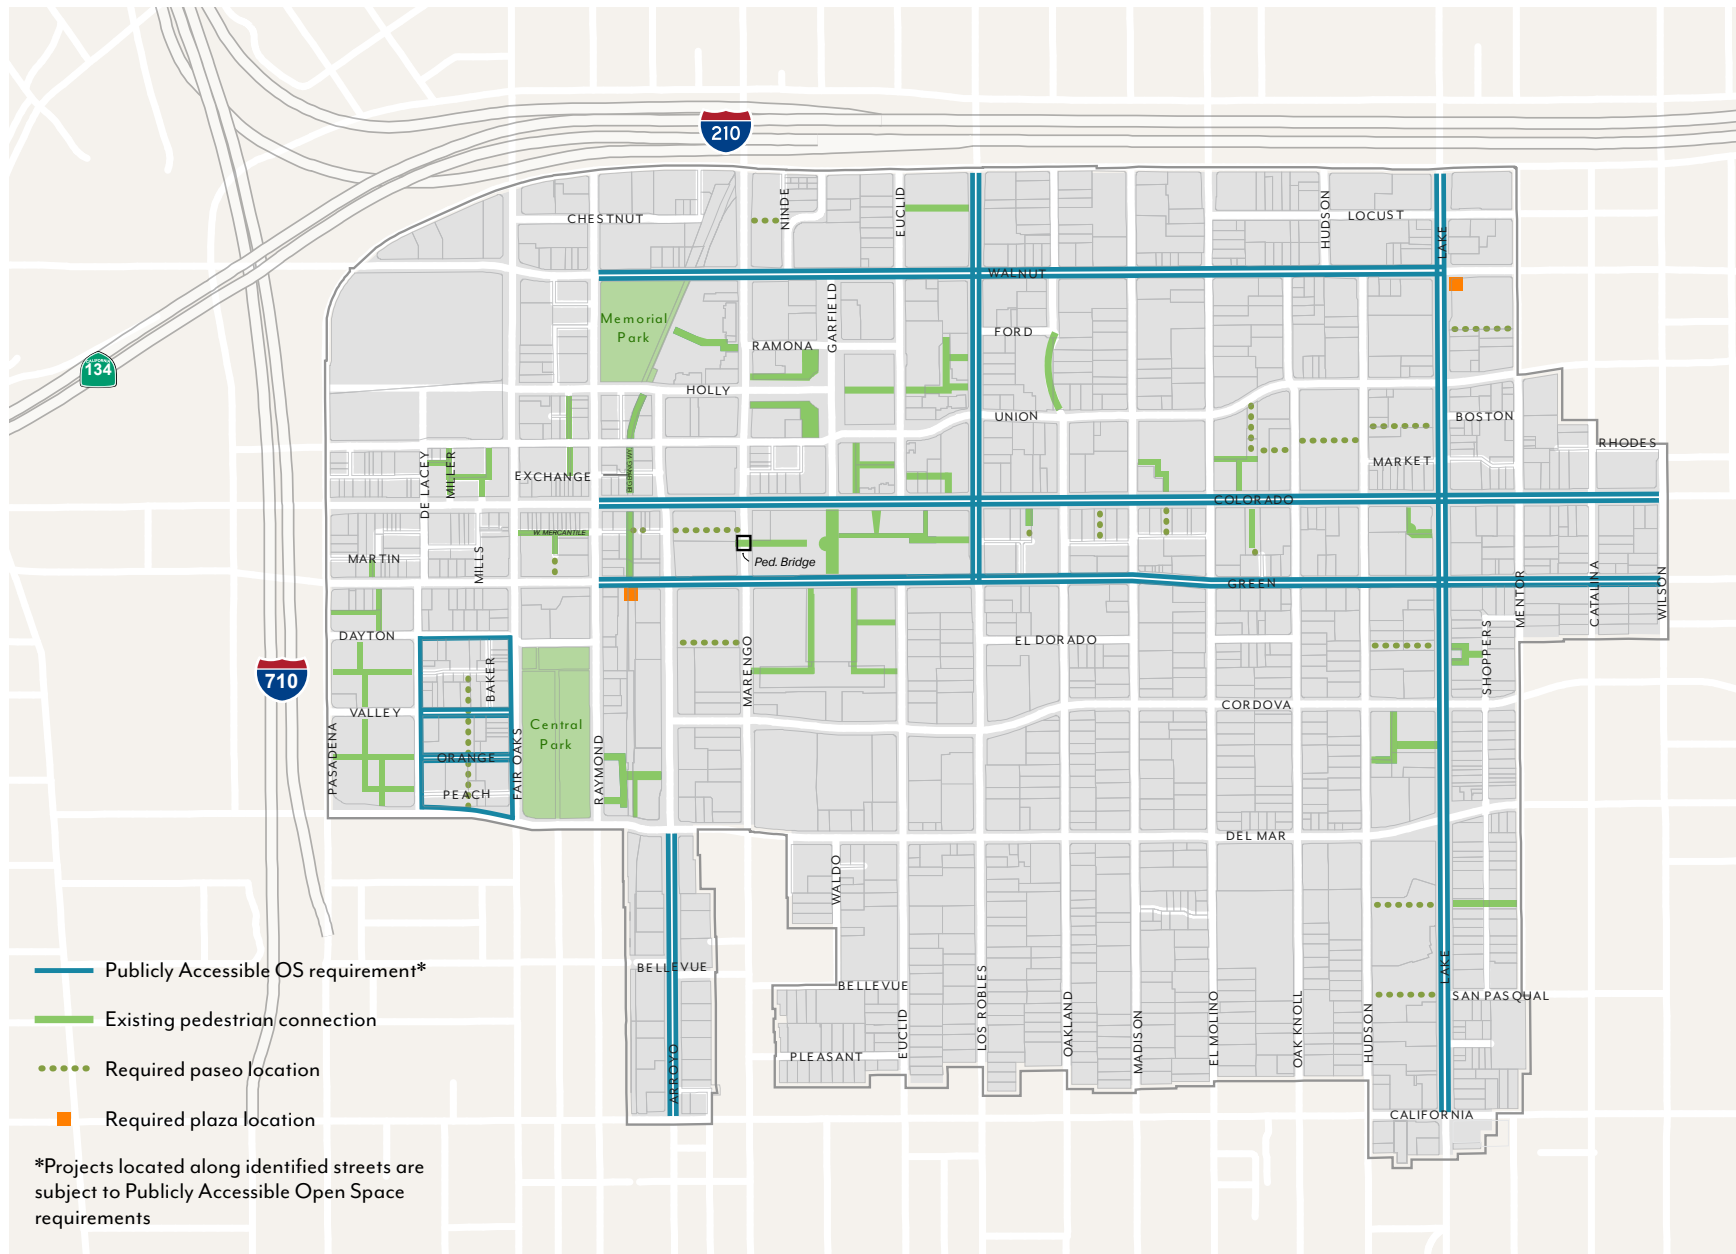 210
NINDE
EUCLID
CHESTNUT
HUDSON
LOCUST
LAKE
WALNUT
Memorial
Park
GARFIELD
FORD
RAMONA
CALIFORNIA
134
HOLLY
UNION
BOSTON
RHODES
DE LACEY
MILLER
EXCHANGE
BIG BANG WY.
MARKET
COLORADO
W MERCANTILE
MARTIN
MILLS
Ped. Bridge
GREEN
MENTOR
CATALINA
WILSON
DAYTON
EL DORADO
BAKER
MARENGO
SHOPPERS
710
VALLEY
CORDOVA
Central
Park
PASADENA
ORANGE
FAIR OAKS
RAYMOND
PEACH
DEL MAR
WALDO
BELLEVUE
BELLEVUE
LAKE
SAN PASQUAL
EUCLID
LOS ROBLES
OAKLAND
MADISON
EL MOLINO
OAK KNOLL
HUDSON
PLEASANT
ARROYO
CALIFORNIA
Publicly Accessible OS requirement*
Existing pedestrian connection
Required paseo location
Required plaza location
*Projects located along identified streets are
subject to Publicly Accessible Open Space
requirements